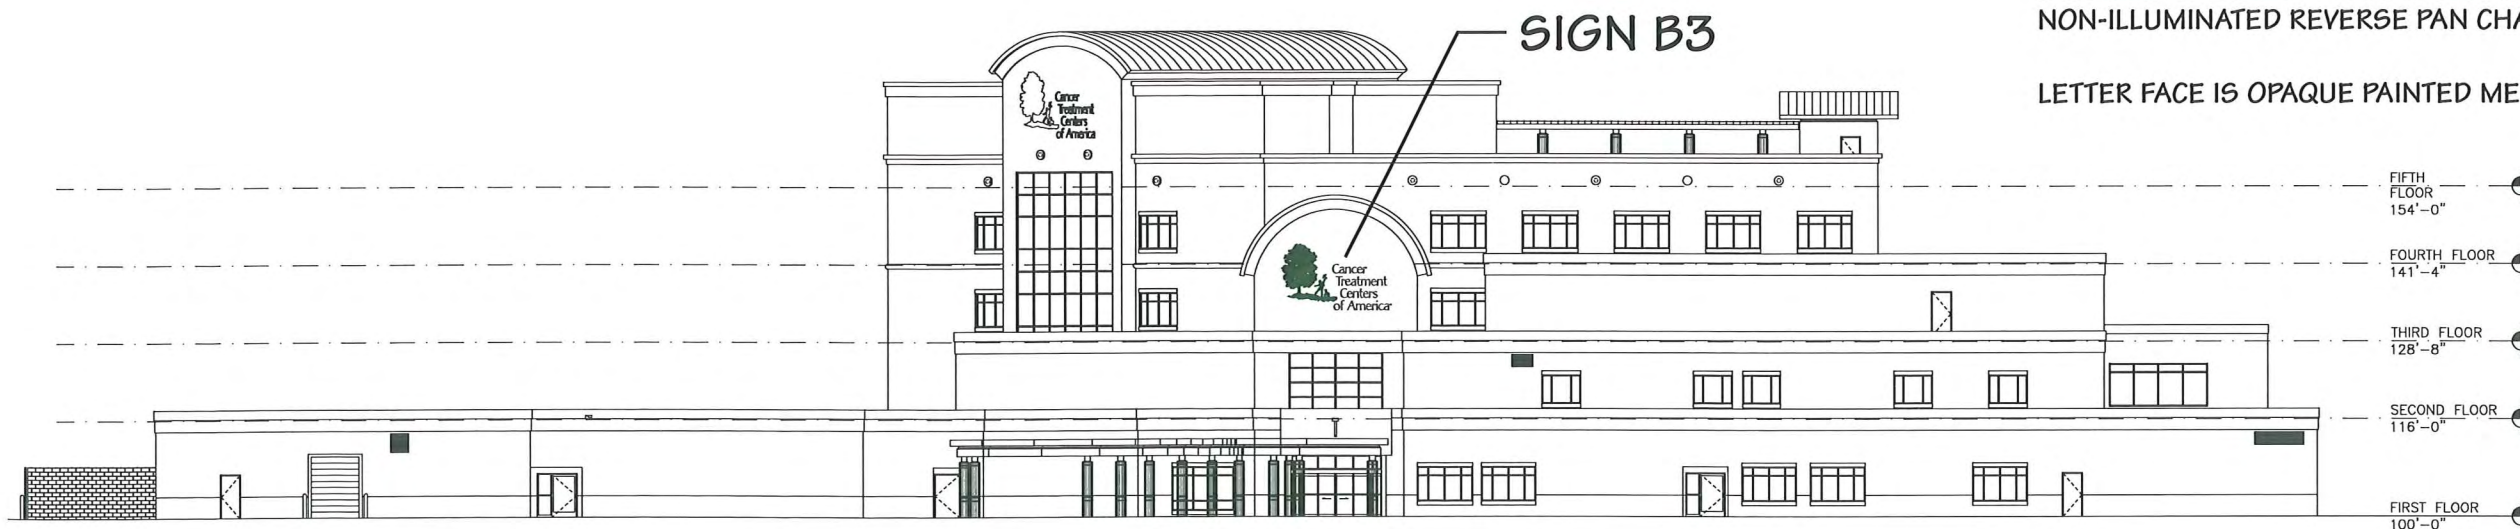 SIGN B3
NON-ILLUMINATED REVERSE PAN CHA
LETTER FACE IS OPAQUE PAINTED ME
Cancer
Treatment
Centers
of America
Cancer
Treatment
Centers
of America
FIFTH
FLOOR
154'-0"
FOURTH FLOOR
141'-4"
THIRD FLOOR
128'-8"
SECOND FLOOR
116'-0"
FIRST FLOOR
100'-0"